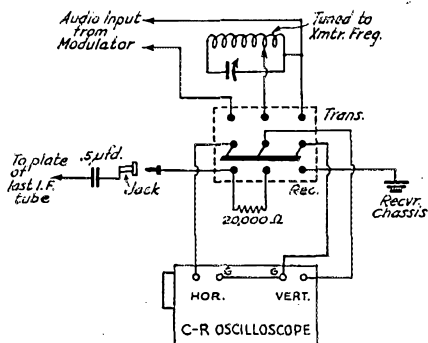 Audio Input
from
Modulator
Tuned to
Xmtr. Freq.
Trans.
To plate
of
last I.F.
tube
.5µfd.
Jack
Rec.
20,000 Ω
Recvr.
Chassis
G G
HOR. VERT.
C-R OSCILLOSCOPE